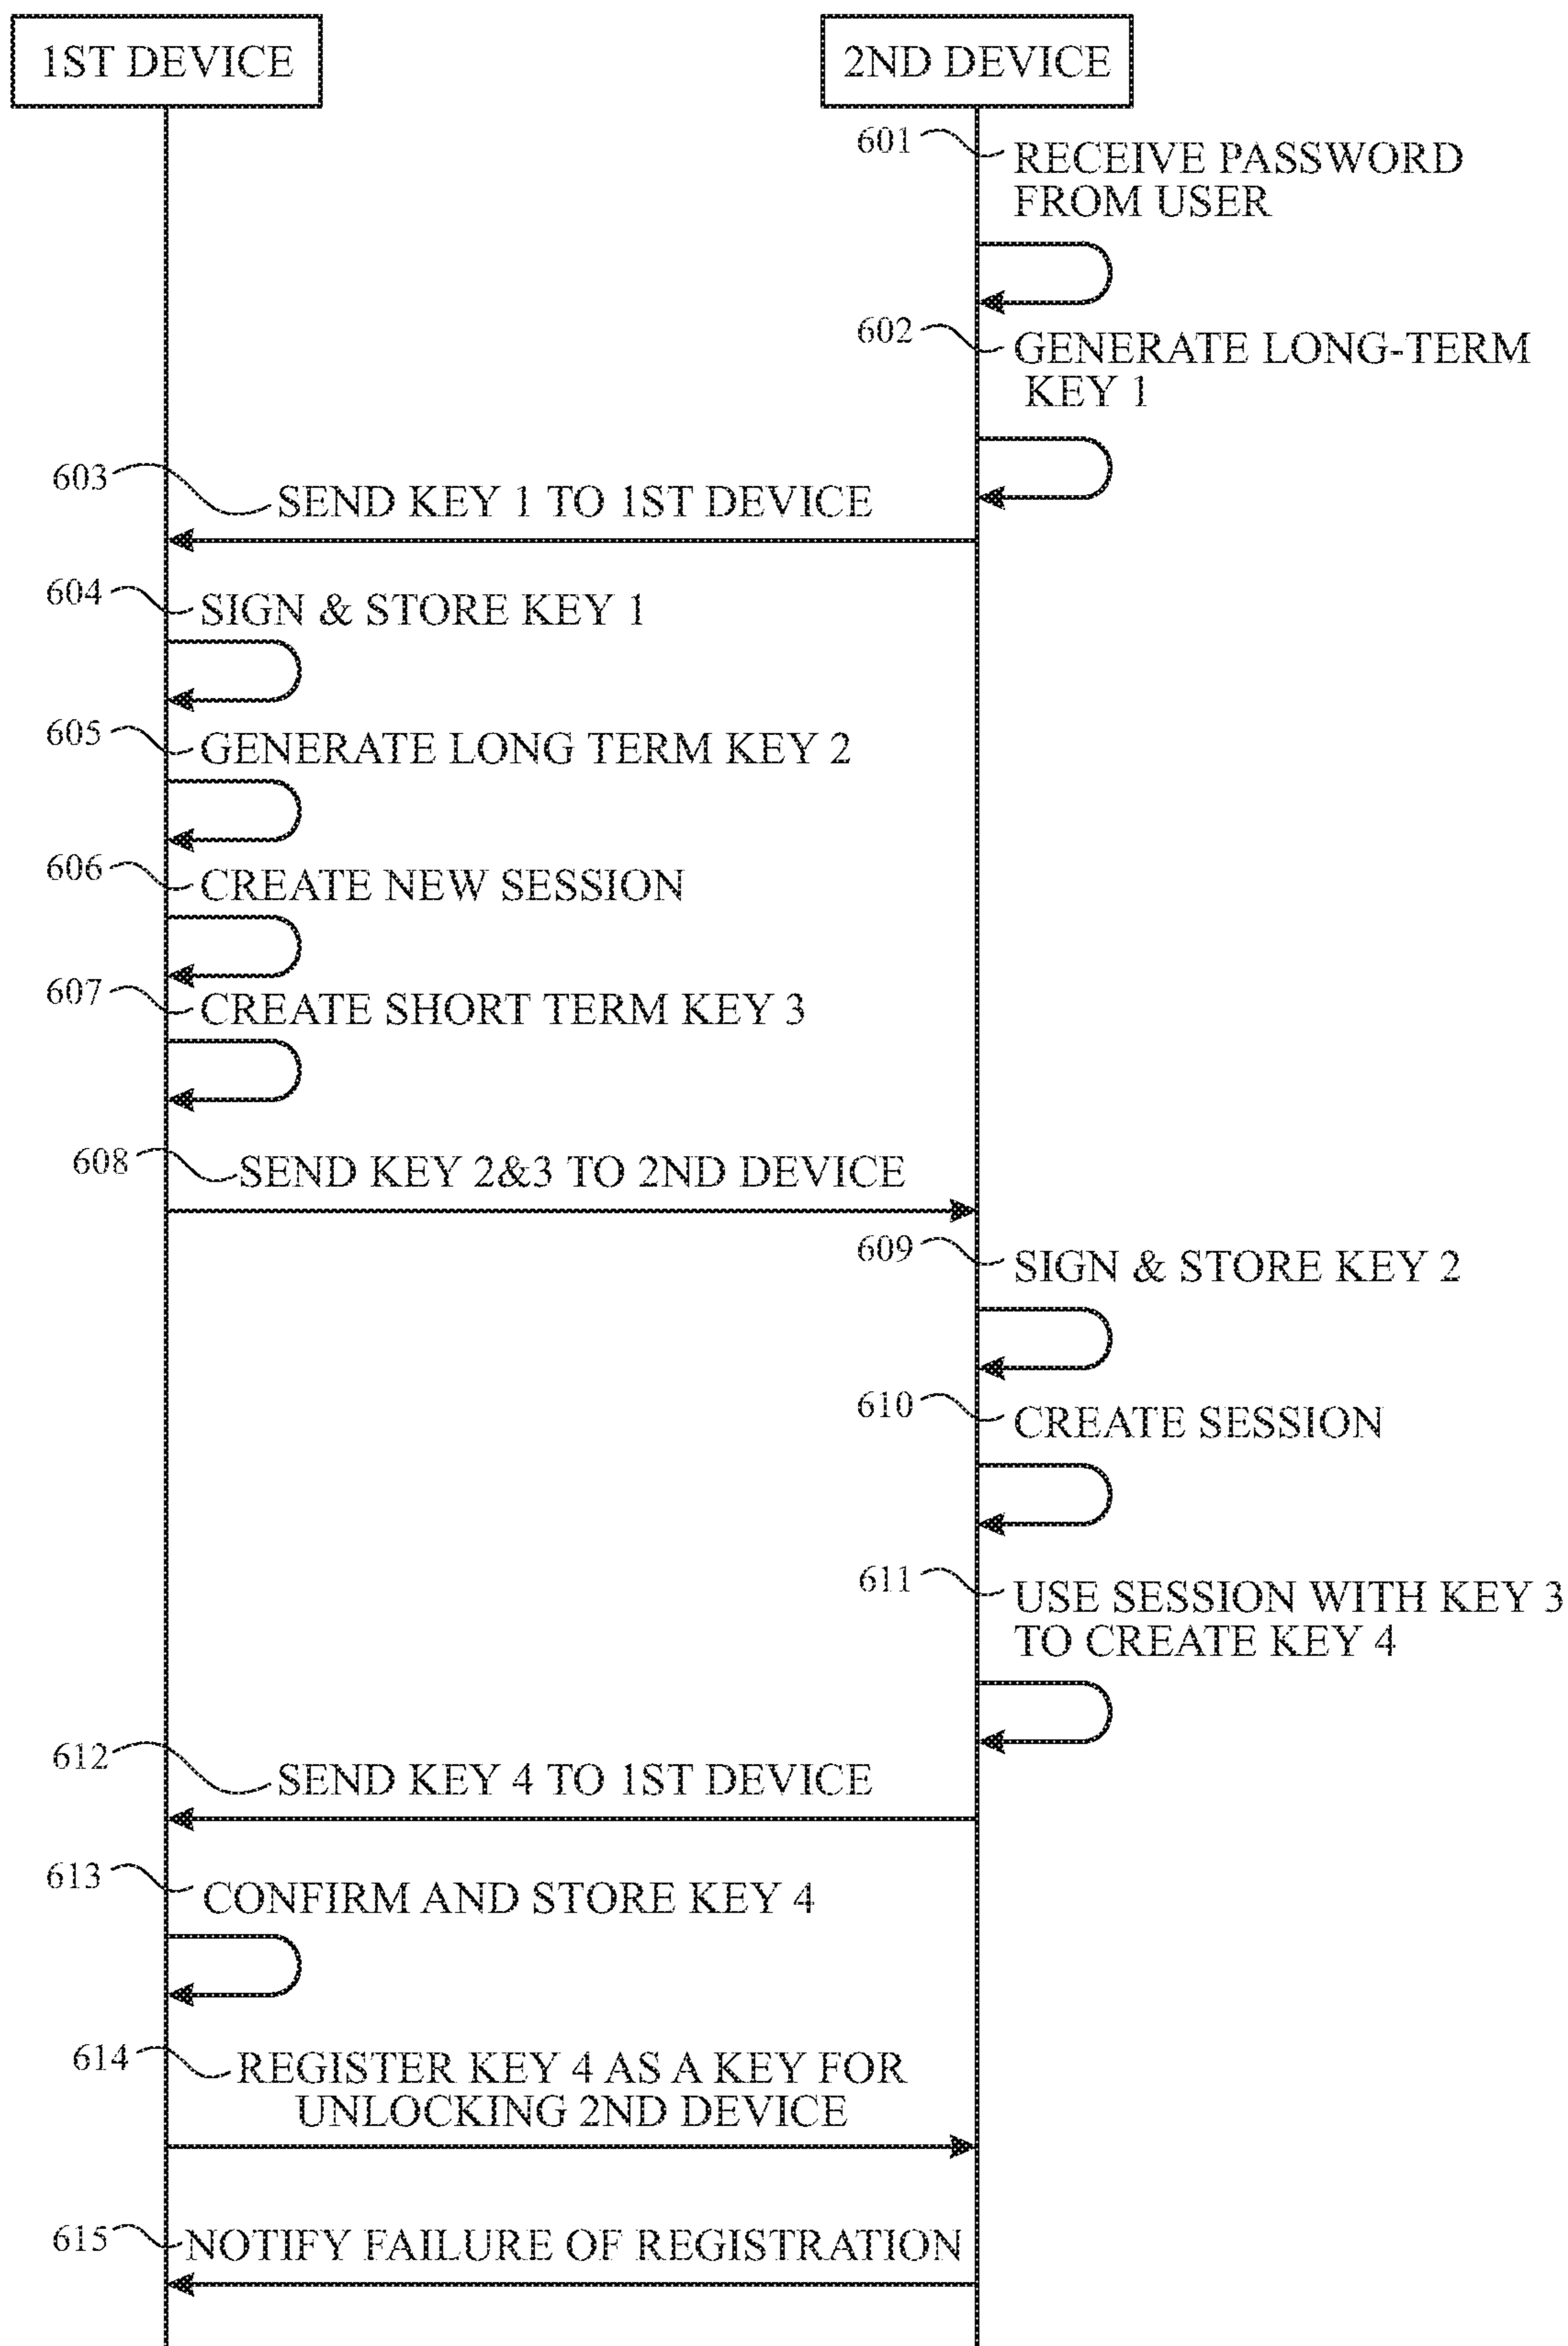 1ST DEVICE
2ND DEVICE
601
RECEIVE PASSWORD
FROM USER
602
GENERATE LONG-TERM
KEY 1
603
SEND KEY 1 TO 1ST DEVICE
604
SIGN & STORE KEY 1
605
GENERATE LONG TERM KEY 2
606
CREATE NEW SESSION
607
CREATE SHORT TERM KEY 3
608
SEND KEY 2&3 TO 2ND DEVICE
609
SIGN & STORE KEY 2
610
CREATE SESSION
611
USE SESSION WITH KEY 3
TO CREATE KEY 4
612
SEND KEY 4 TO 1ST DEVICE
613
CONFIRM AND STORE KEY 4
614
REGISTER KEY 4 AS A KEY FOR
UNLOCKING 2ND DEVICE
615
NOTIFY FAILURE OF REGISTRATION